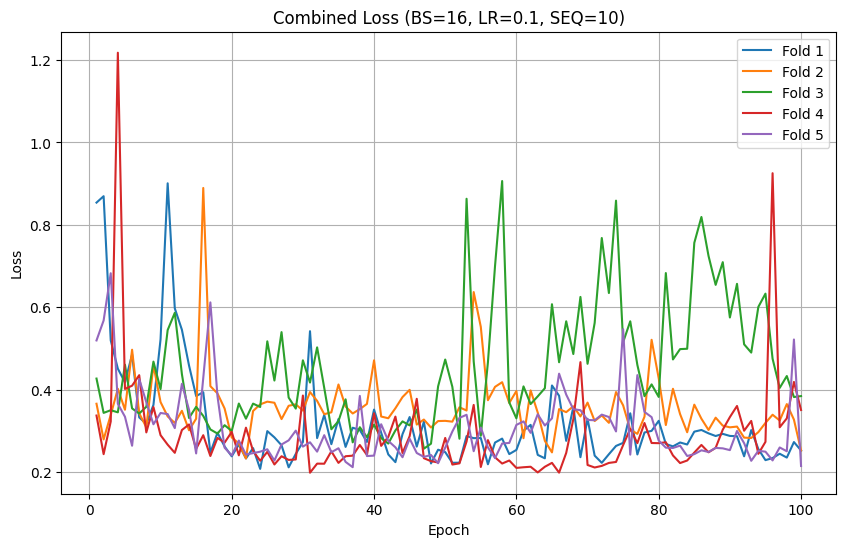 Combined Loss (BS=16, LR=0.1, SEQ=10)
Fold 1
Fold 2
Fold 3
Fold 4
Fold 5
1.2
1.0
0.8
0.6
0.4
0.2
Loss
0
20
40
60
80
100
Epoch